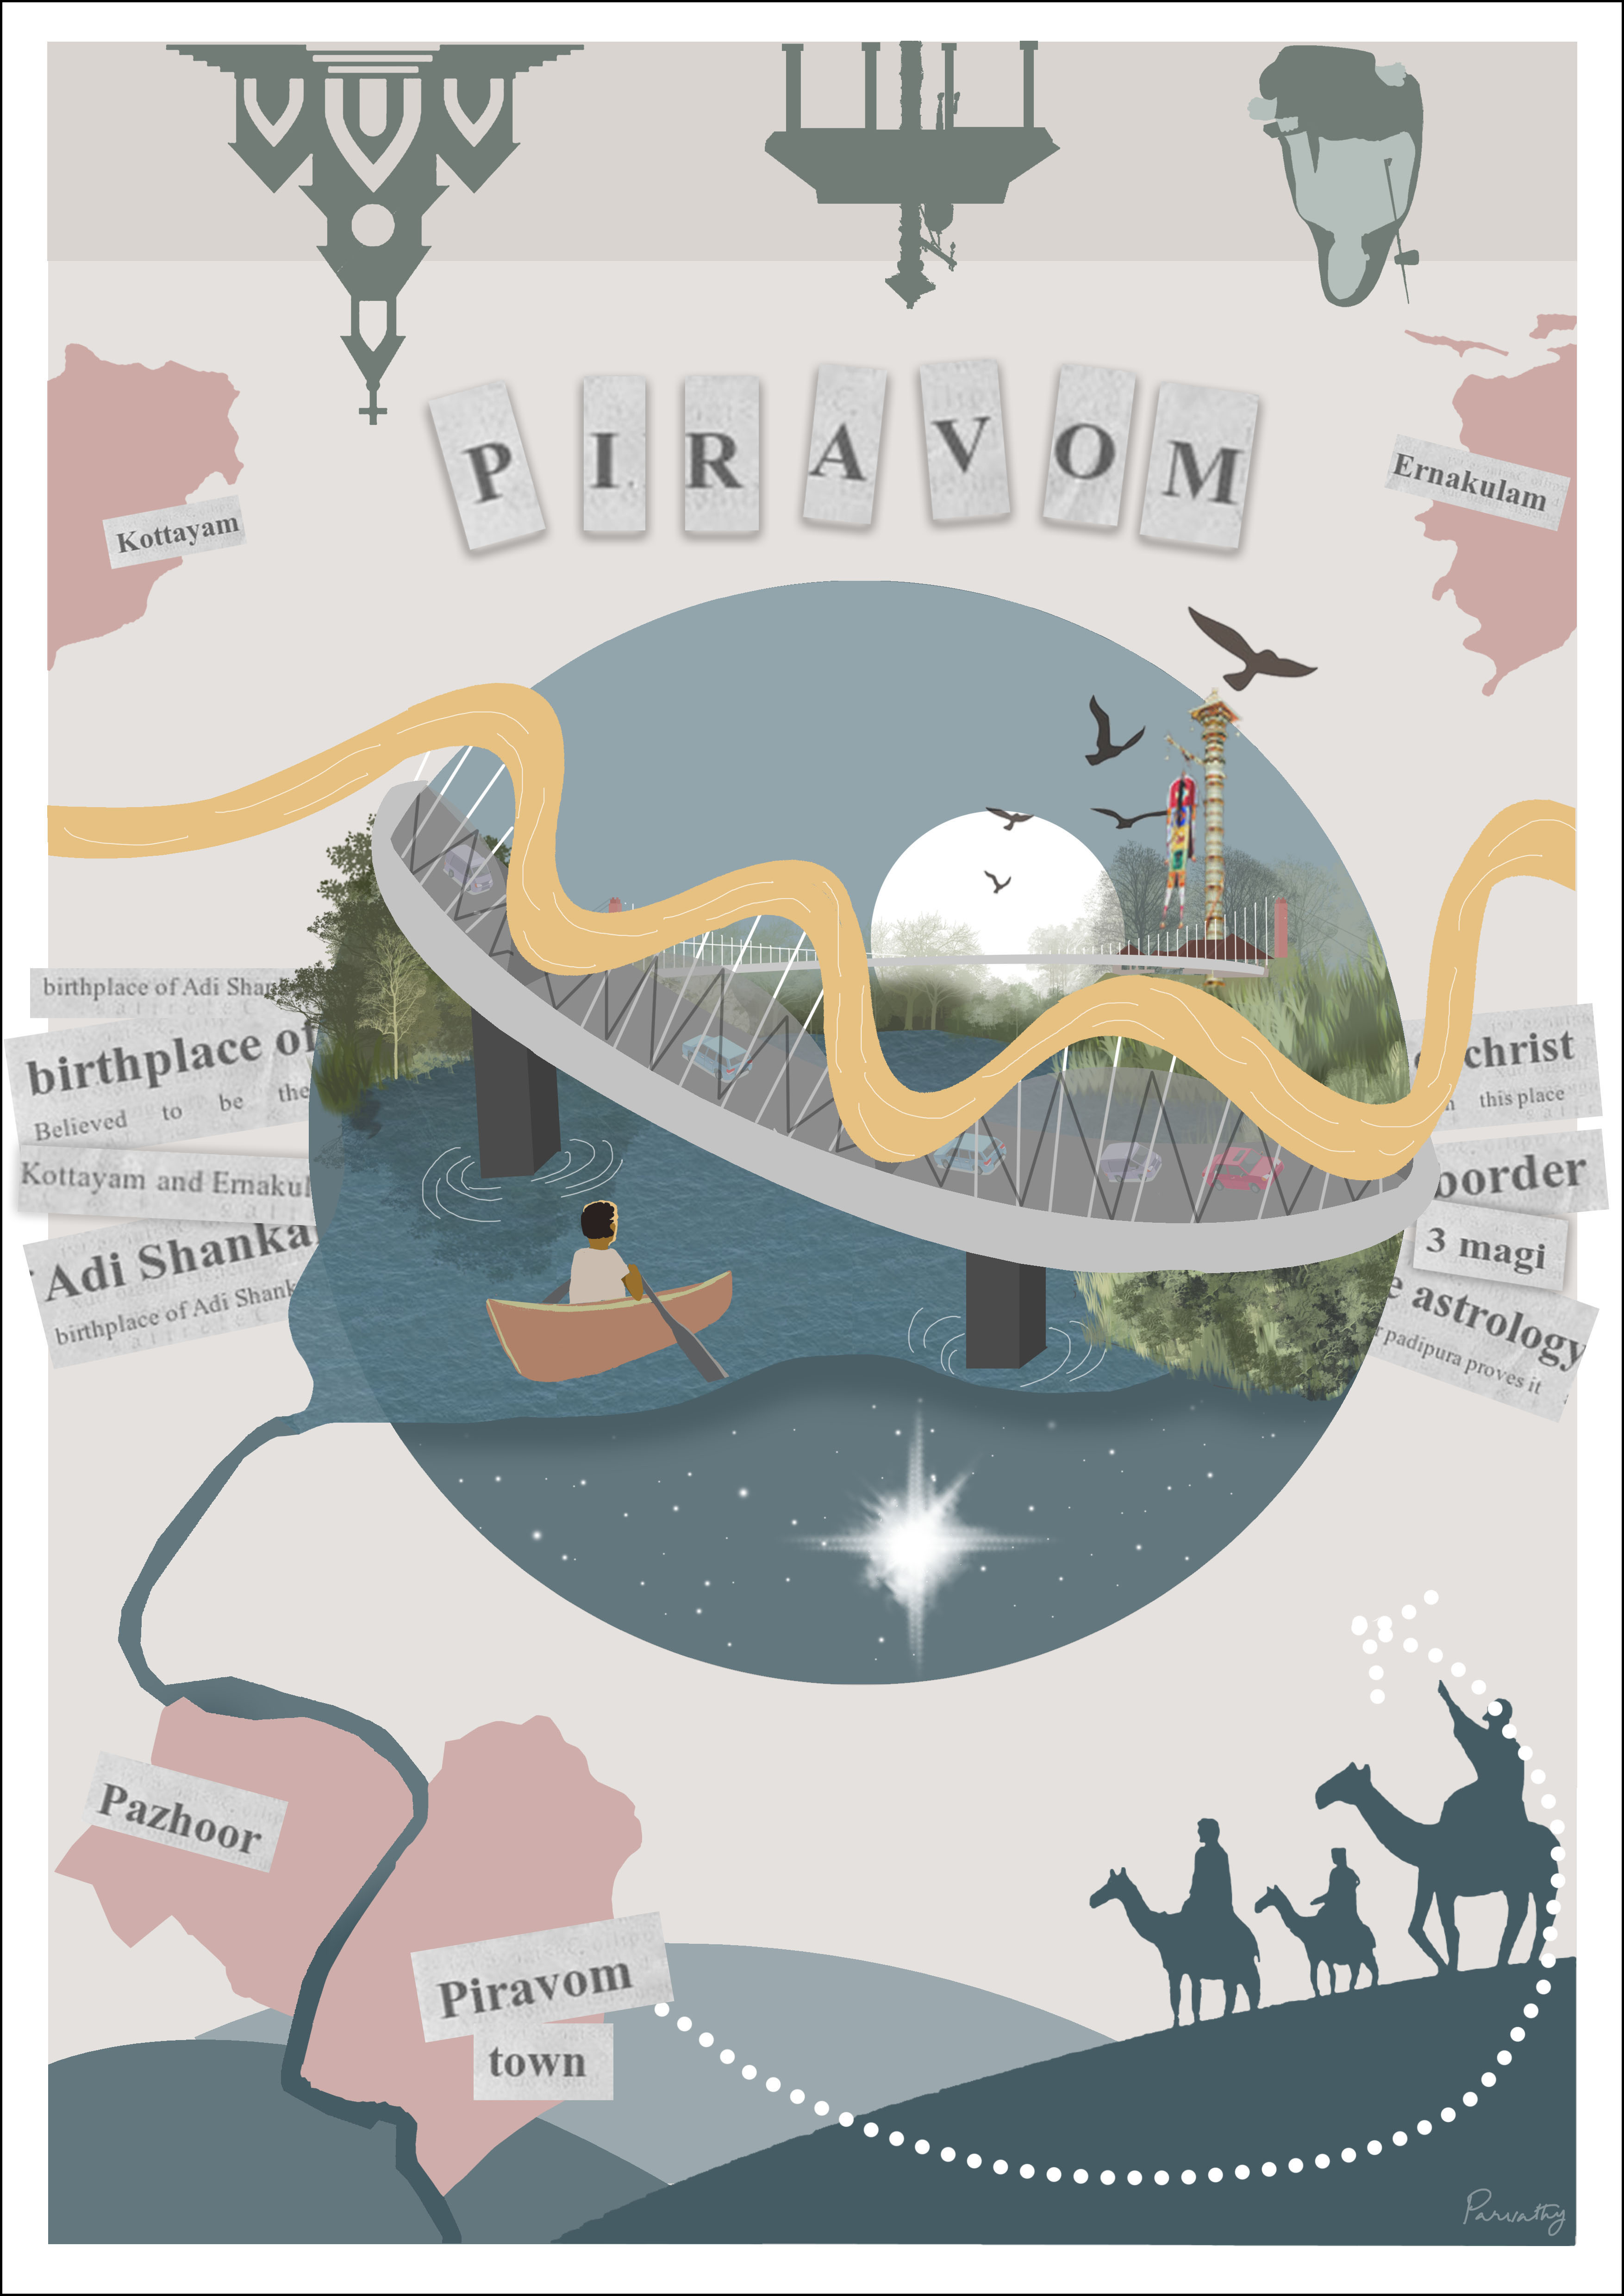 PIRAVOM
Kottayam
Ernakulam
birthplace of Adi Shan
birthplace of
Believed to be the
Kottayam and Ernakul
Adi Shanka
birthplace of Adi Shank
christ
this place
border
3 magi
e astrology
r padipura proves it
Pazhoor
Piravom
town
Parvathy